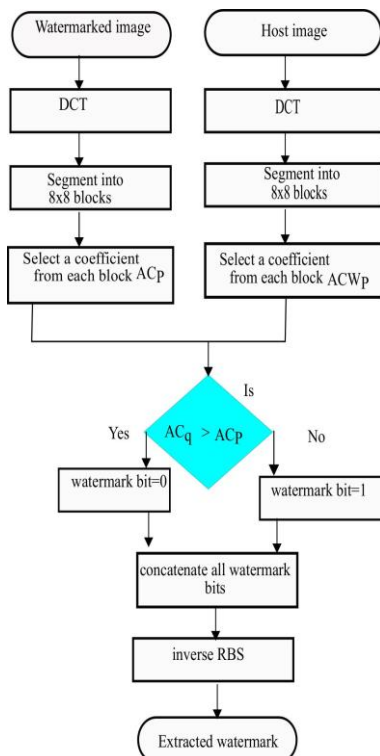 Watermarked image
Host image
DCT
DCT
Segment into
8x8 blocks
Segment into
8x8 blocks
Select a coefficient
from each block ACP
Select a coefficient
from each block ACWP
Is
Yes
ACq > ACP
No
watermark bit=0
watermark bit=1
concatenate all watermark
bits
inverse RBS
Extracted watermark